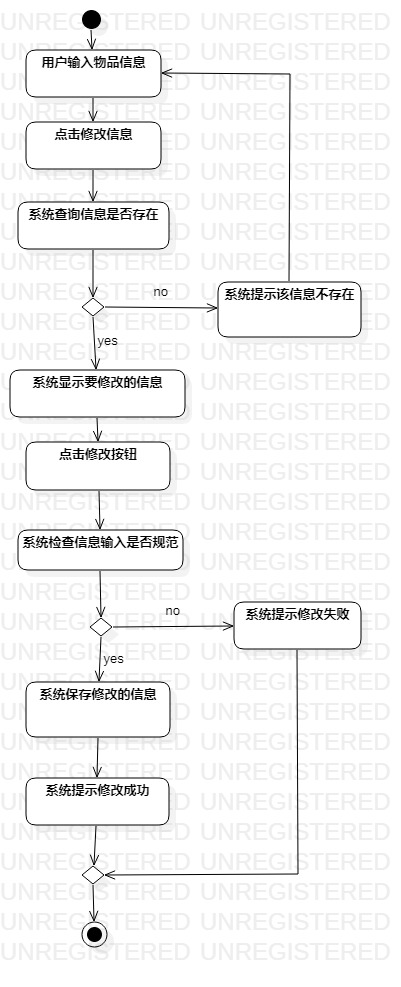 用户输入物品信息
点击修改信息
系统查询信息是否存在
no
系统提示该信息不存在
yes
系统显示要修改的信息
点击修改按钮
系统检查信息输入是否规范
no
系统提示修改失败
yes
系统保存修改的信息
系统提示修改成功
UNREGISTERED UNREGISTERED